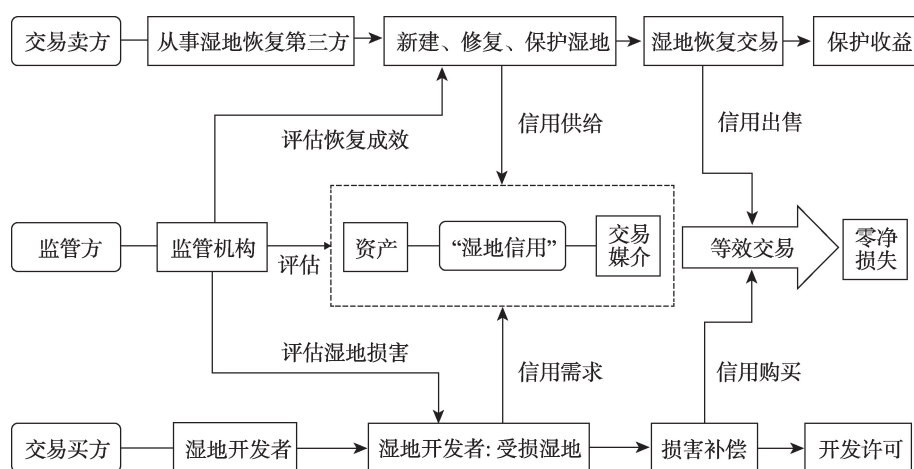 交易卖方
从事湿地恢复第三方
新建、修复、保护湿地
湿地恢复交易
保护收益
评估恢复成效
信用供给
信用出售
监管方
监管机构
评估
资产
“湿地信用”
交易
媒介
等效交易
零净
损失
评估湿地损害
信用需求
信用购买
交易买方
湿地开发者
湿地开发者: 受损湿地
损害补偿
开发许可